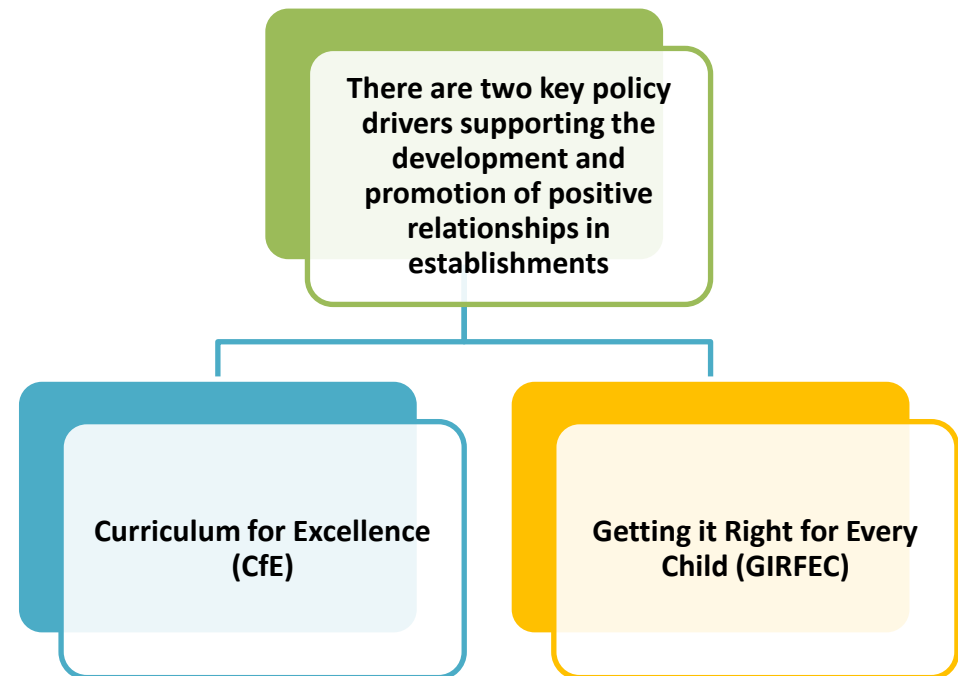 There are two key policy
drivers supporting the
development and
promotion of positive
relationships in
establishments
Curriculum for Excellence
(CfE)
Getting it Right for Every
Child (GIRFEC)